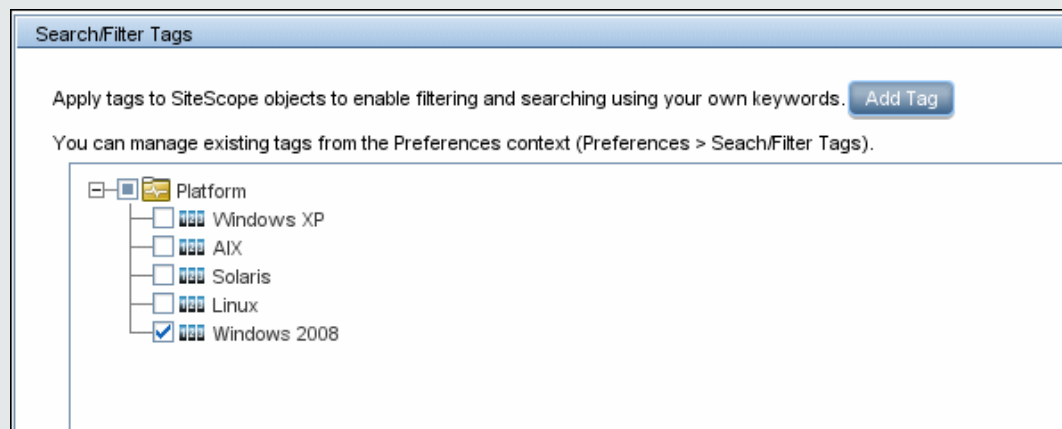 Search/Filter Tags
Apply tags to SiteScope objects to enable filtering and searching using your own keywords. Add Tag
You can manage existing tags from the Preferences context (Preferences > Seach/Filter Tags).
Platform
Windows XP
AIX
Solaris
Linux
Windows 2008